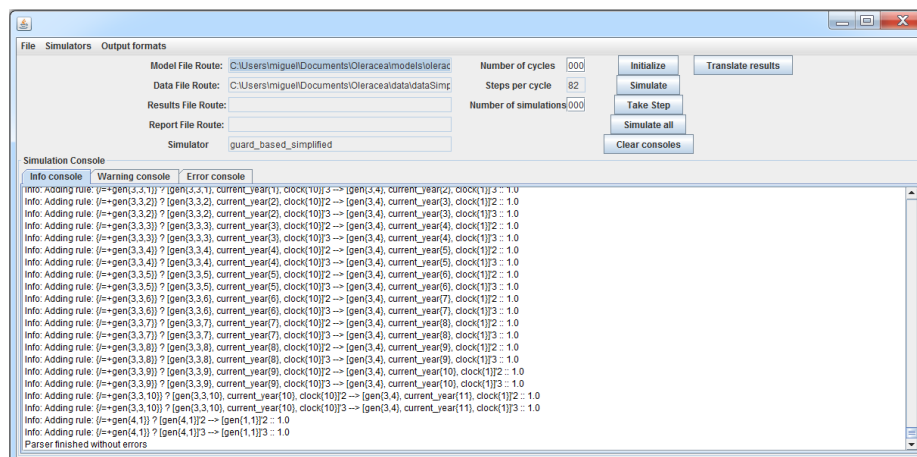 File Simulators Output formats
Model File Route: C:\Users\miguel\Documents\Oleracea\models\olerac Number of cycles 000 Initialize Translate results
Data File Route: C:\Users\miguel\Documents\Oleracea\data\dataSimp Steps per cycle 82 Simulate
Results File Route: Number of simulations 000 Take Step
Report File Route: Simulate all
Simulator guard_based_simplified Clear consoles
Simulation Console
Info console Warning console Error console
Info: Adding rule: {/=+gen{3,3,1}} ? [gen{3,3,1}, current_year{1}, clock{10}]'3 --> [gen{3,4}, current_year{2}, clock{1}]'3 :: 1.0
Info: Adding rule: {/=+gen{3,3,2}} ? [gen{3,3,2}, current_year{2}, clock{10}]'2 --> [gen{3,4}, current_year{3}, clock{1}]'2 :: 1.0
Info: Adding rule: {/=+gen{3,3,2}} ? [gen{3,3,2}, current_year{2}, clock{10}]'3 --> [gen{3,4}, current_year{3}, clock{1}]'3 :: 1.0
Info: Adding rule: {/=+gen{3,3,3}} ? [gen{3,3,3}, current_year{3}, clock{10}]'2 --> [gen{3,4}, current_year{4}, clock{1}]'2 :: 1.0
Info: Adding rule: {/=+gen{3,3,3}} ? [gen{3,3,3}, current_year{3}, clock{10}]'3 --> [gen{3,4}, current_year{4}, clock{1}]'3 :: 1.0
Info: Adding rule: {/=+gen{3,3,4}} ? [gen{3,3,4}, current_year{4}, clock{10}]'2 --> [gen{3,4}, current_year{5}, clock{1}]'2 :: 1.0
Info: Adding rule: {/=+gen{3,3,4}} ? [gen{3,3,4}, current_year{4}, clock{10}]'3 --> [gen{3,4}, current_year{5}, clock{1}]'3 :: 1.0
Info: Adding rule: {/=+gen{3,3,5}} ? [gen{3,3,5}, current_year{5}, clock{10}]'2 --> [gen{3,4}, current_year{6}, clock{1}]'2 :: 1.0
Info: Adding rule: {/=+gen{3,3,5}} ? [gen{3,3,5}, current_year{5}, clock{10}]'3 --> [gen{3,4}, current_year{6}, clock{1}]'3 :: 1.0
Info: Adding rule: {/=+gen{3,3,6}} ? [gen{3,3,6}, current_year{6}, clock{10}]'2 --> [gen{3,4}, current_year{7}, clock{1}]'2 :: 1.0
Info: Adding rule: {/=+gen{3,3,6}} ? [gen{3,3,6}, current_year{6}, clock{10}]'3 --> [gen{3,4}, current_year{7}, clock{1}]'3 :: 1.0
Info: Adding rule: {/=+gen{3,3,7}} ? [gen{3,3,7}, current_year{7}, clock{10}]'2 --> [gen{3,4}, current_year{8}, clock{1}]'2 :: 1.0
Info: Adding rule: {/=+gen{3,3,7}} ? [gen{3,3,7}, current_year{7}, clock{10}]'3 --> [gen{3,4}, current_year{8}, clock{1}]'3 :: 1.0
Info: Adding rule: {/=+gen{3,3,8}} ? [gen{3,3,8}, current_year{8}, clock{10}]'2 --> [gen{3,4}, current_year{9}, clock{1}]'2 :: 1.0
Info: Adding rule: {/=+gen{3,3,8}} ? [gen{3,3,8}, current_year{8}, clock{10}]'3 --> [gen{3,4}, current_year{9}, clock{1}]'3 :: 1.0
Info: Adding rule: {/=+gen{3,3,9}} ? [gen{3,3,9}, current_year{9}, clock{10}]'2 --> [gen{3,4}, current_year{10}, clock{1}]'2 :: 1.0
Info: Adding rule: {/=+gen{3,3,9}} ? [gen{3,3,9}, current_year{9}, clock{10}]'3 --> [gen{3,4}, current_year{10}, clock{1}]'3 :: 1.0
Info: Adding rule: {/=+gen{3,3,10}} ? [gen{3,3,10}, current_year{10}, clock{10}]'2 --> [gen{3,4}, current_year{11}, clock{1}]'2 :: 1.0
Info: Adding rule: {/=+gen{3,3,10}} ? [gen{3,3,10}, current_year{10}, clock{10}]'3 --> [gen{3,4}, current_year{11}, clock{1}]'3 :: 1.0
Info: Adding rule: {/=+gen{4,1}} ? [gen{4,1}]'2 --> [gen{1,1}]'2 :: 1.0
Info: Adding rule: {/=+gen{4,1}} ? [gen{4,1}]'3 --> [gen{1,1}]'3 :: 1.0
Parser finished without errors